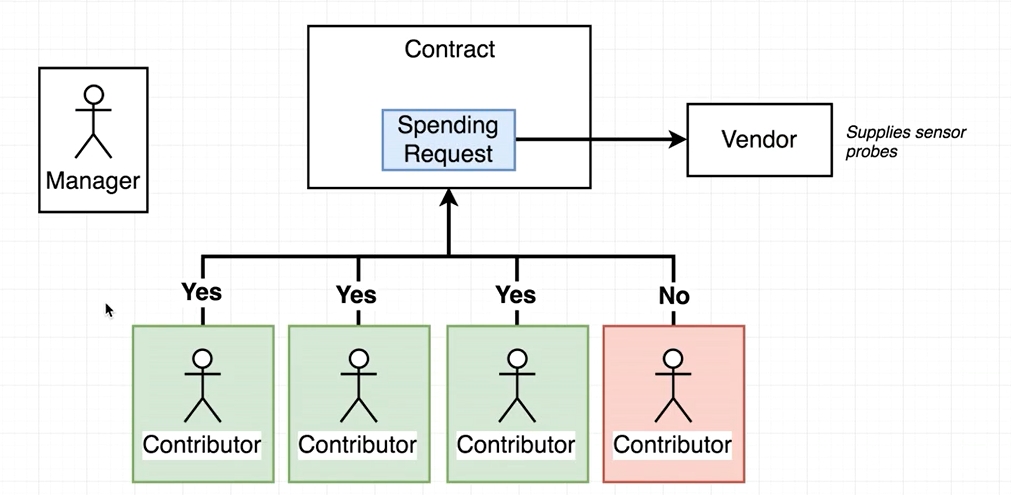 Contract
Spending
Request
Vendor
Supplies sensor
probes
Manager
Yes
Yes
Yes
No
Contributor
Contributor
Contributor
Contributor